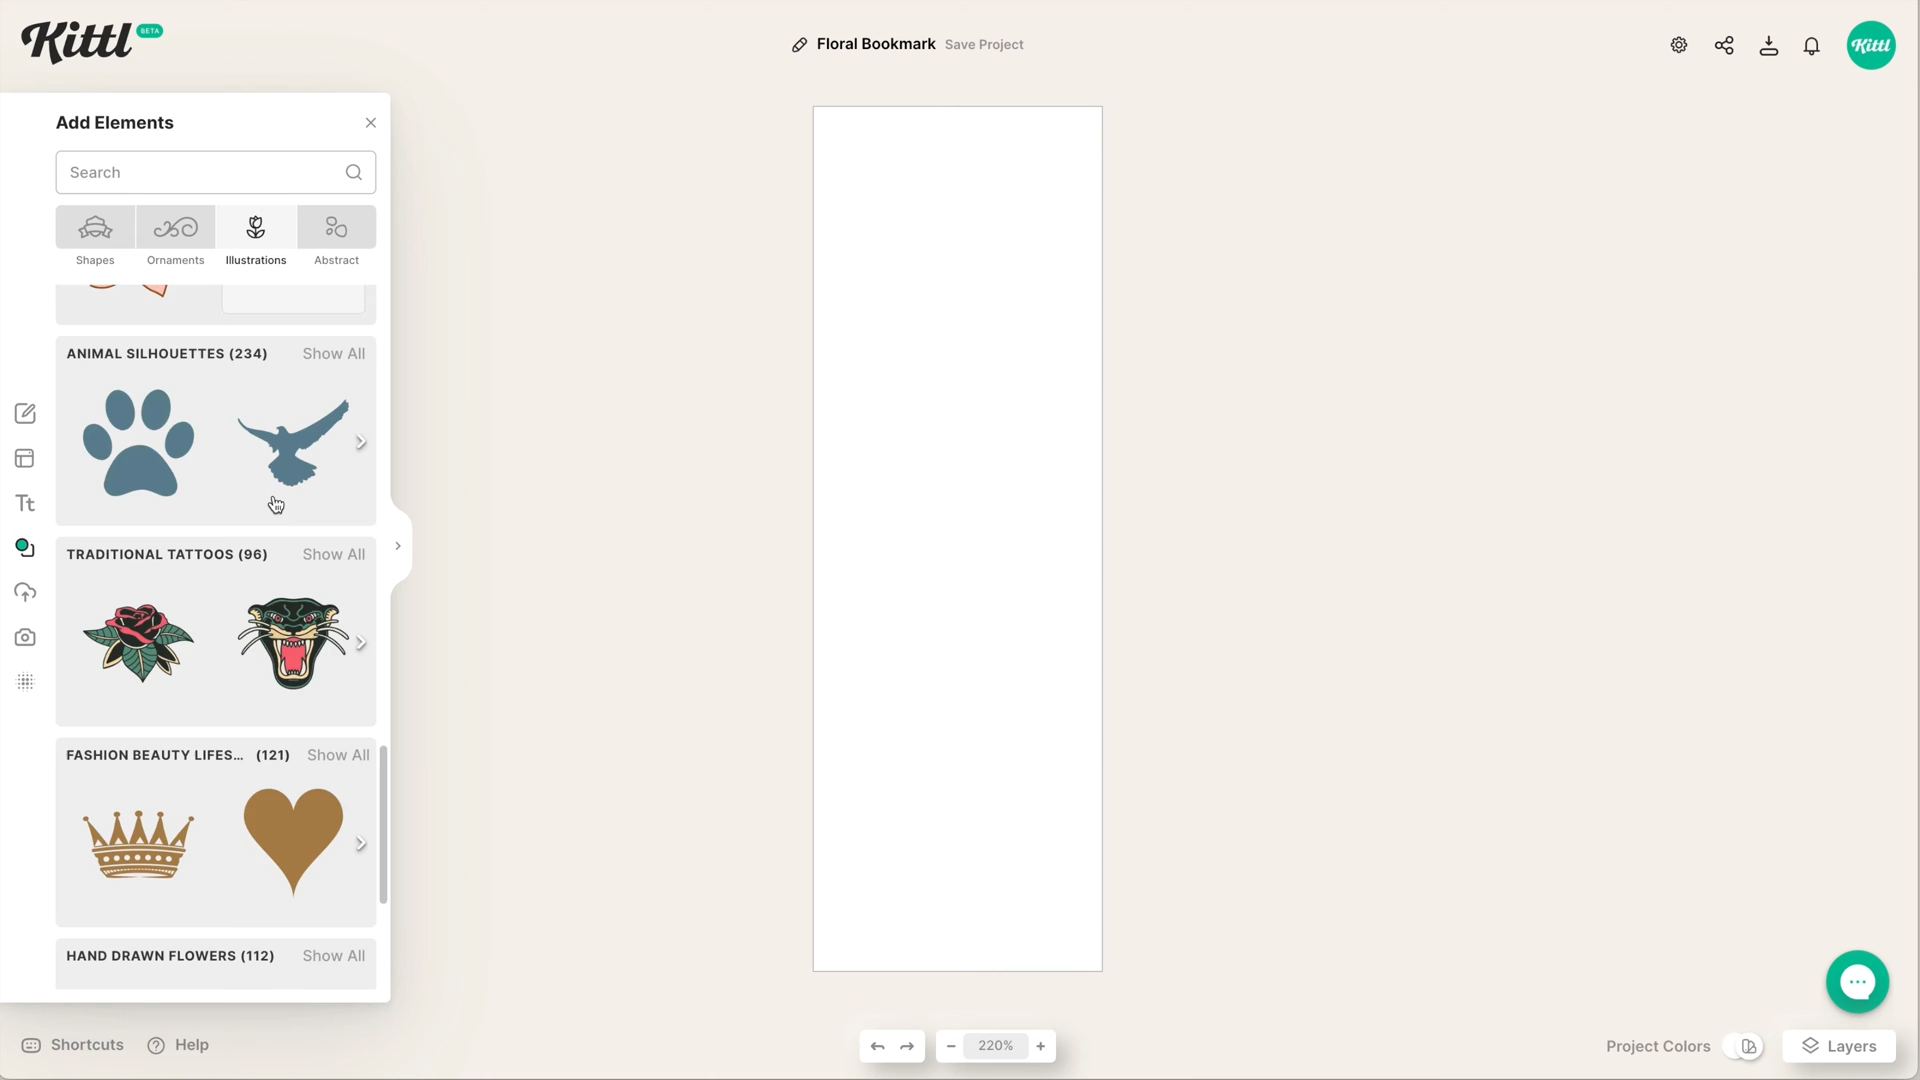 Kittl BETA
Floral Bookmark Save Project
Kittl
Add Elements
Search
Shapes Ornaments Illustrations Abstract
ANIMAL SILHOUETTES (234) Show All
TRADITIONAL TATTOOS (96) Show All
FASHION BEAUTY LIFES... (121) Show All
HAND DRAWN FLOWERS (112) Show All
Tt
Shortcuts Help
220%
Project Colors Layers